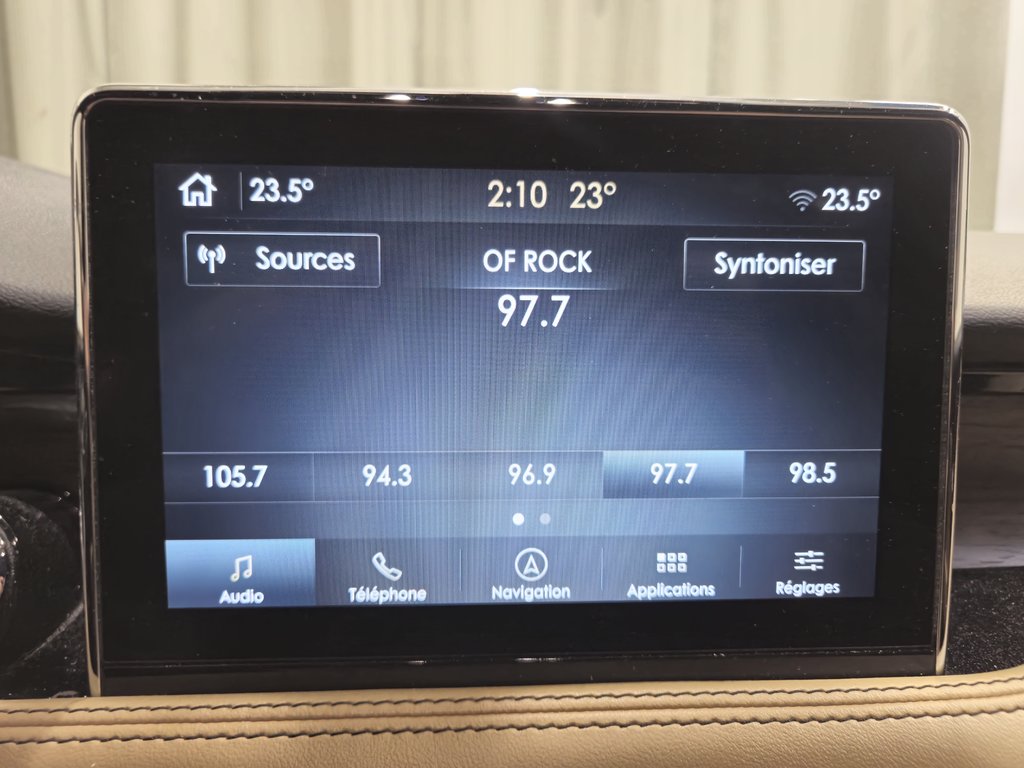 23.5° 2:10 23° 23.5°
Sources OF ROCK Syntoniser
97.7
105.7 94.3 96.9 97.7 98.5
Audio Téléphone Navigation Applications Réglages